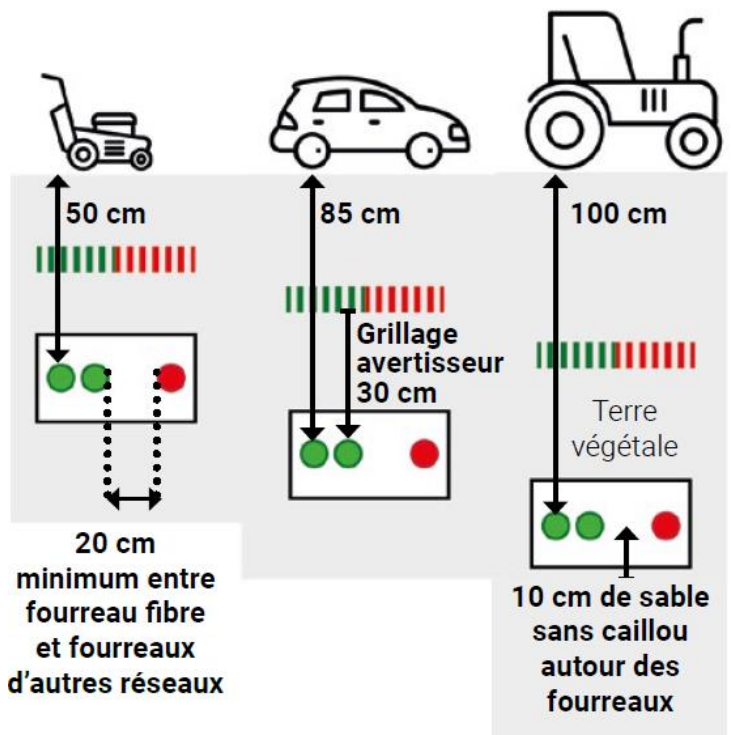 50 cm
85 cm
100 cm
Grillage
avertisseur
30 cm
Terre
végétale
20 cm
minimum entre
fourreau fibre
et fourreaux
d'autres réseaux
10 cm de sable
sans caillou
autour des
fourreaux